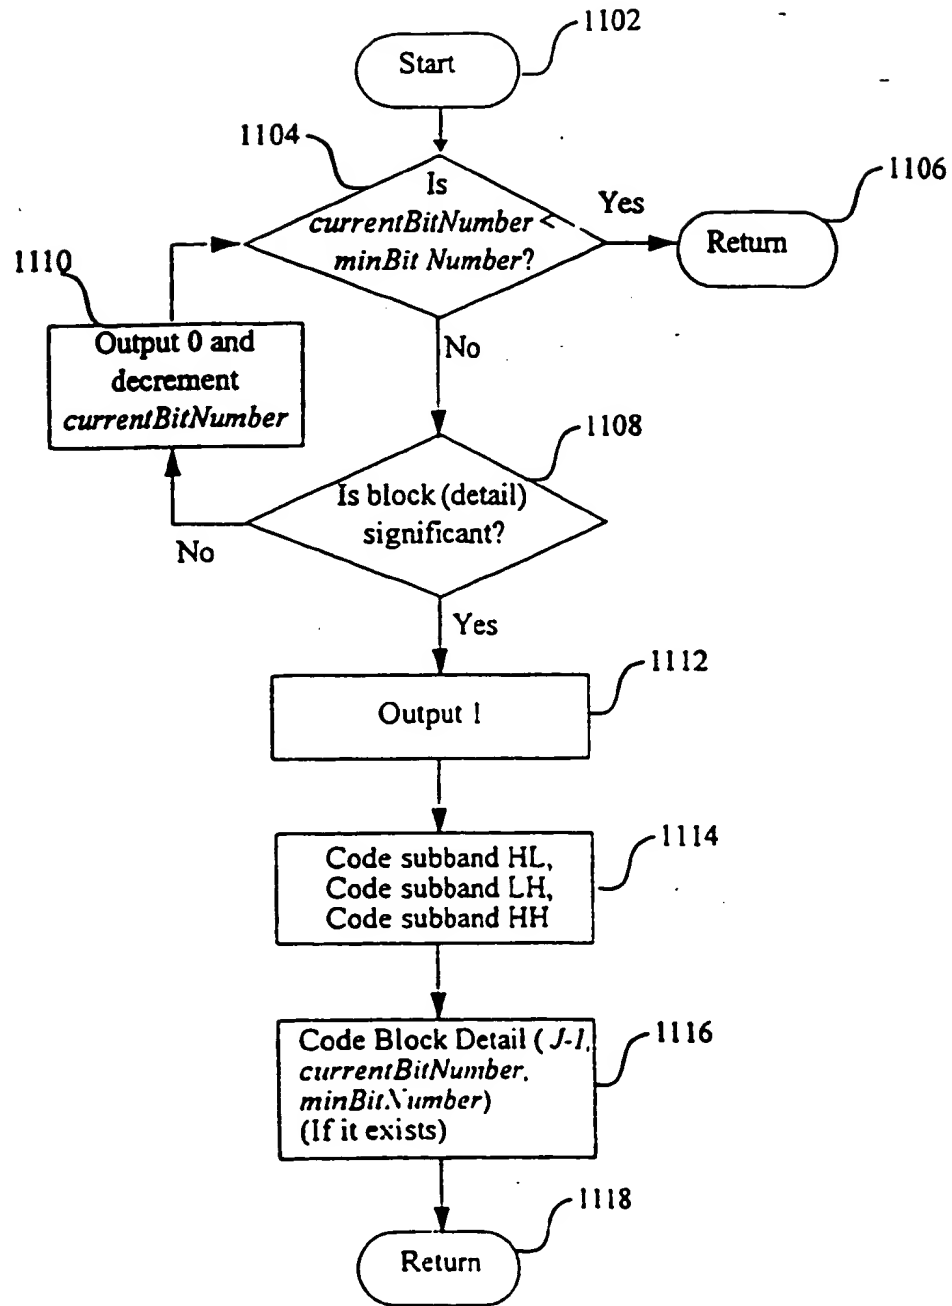 1102
Start
1104
Is
currentBitNumber <
minBit Number?
Yes
1106
Return
1110
Output 0 and
decrement
currentBitNumber
No
1108
Is block (detail)
significant?
No
Yes
1112
Output 1
1114
Code subband HL,
Code subband LH,
Code subband HH
1116
Code Block Detail ( J-1,
currentBitNumber,
minBitNumber)
(If it exists)
1118
Return